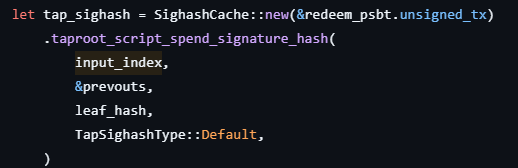 let tap_sighash = SighashCache::new(&redeem_psbt.unsigned_tx)
    .taproot_script_spend_signature_hash(
        input_index,
        &prevouts,
        leaf_hash,
        TapSighashType::Default,
    )